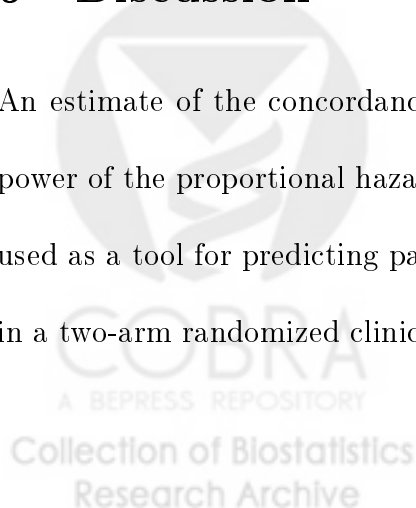 Discussion
An estimate of the concordanc
power of the proportional haza
used as a tool for predicting pa
in a two-arm randomized clinic
COBRA
A BEPRESS REPOSITORY
Collection of Biostatistics
Research Archive